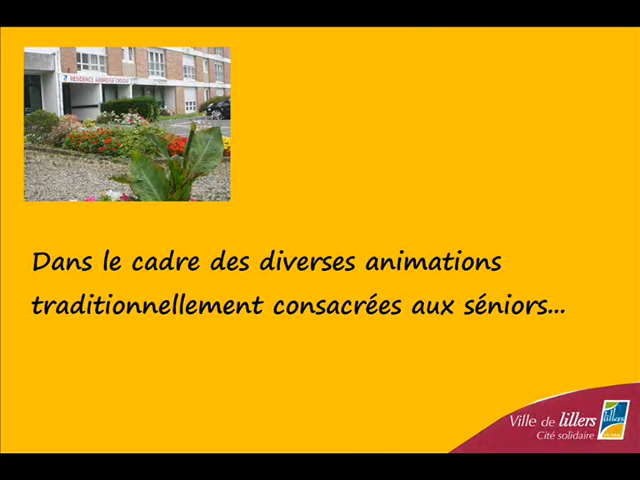 RESIDENCE AMBROISE CROIZAT
Dans le cadre des diverses animations
traditionnellement consacrées aux séniors...
Ville de lillers
Cité solidaire
lillers